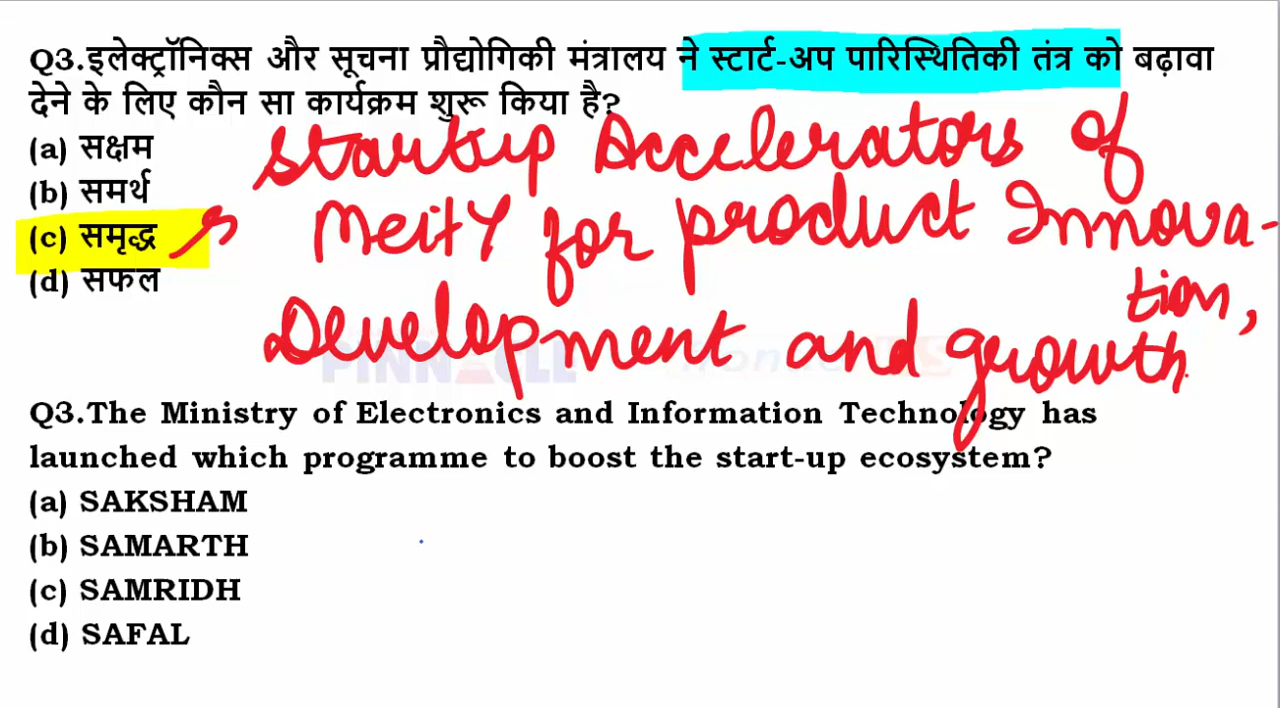 Q3.इलेक्ट्रॉनिक्स और सूचना प्रौद्योगिकी मंत्रालय ने स्टार्ट-अप पारिस्थितिकी तंत्र को बढ़ावा
देने के लिए कौन सा कार्यक्रम शुरू किया है?
(a) सक्षम
(b) समर्थ
(c) समृद्ध
(d) सफल
Startup Accelerators of
MeitY for product Innova-
tion,
Development and growth
PINNACLE
Q3.The Ministry of Electronics and Information Technology has
launched which programme to boost the start-up ecosystem?
(a) SAKSHAM
(b) SAMARTH
(c) SAMRIDH
(d) SAFAL